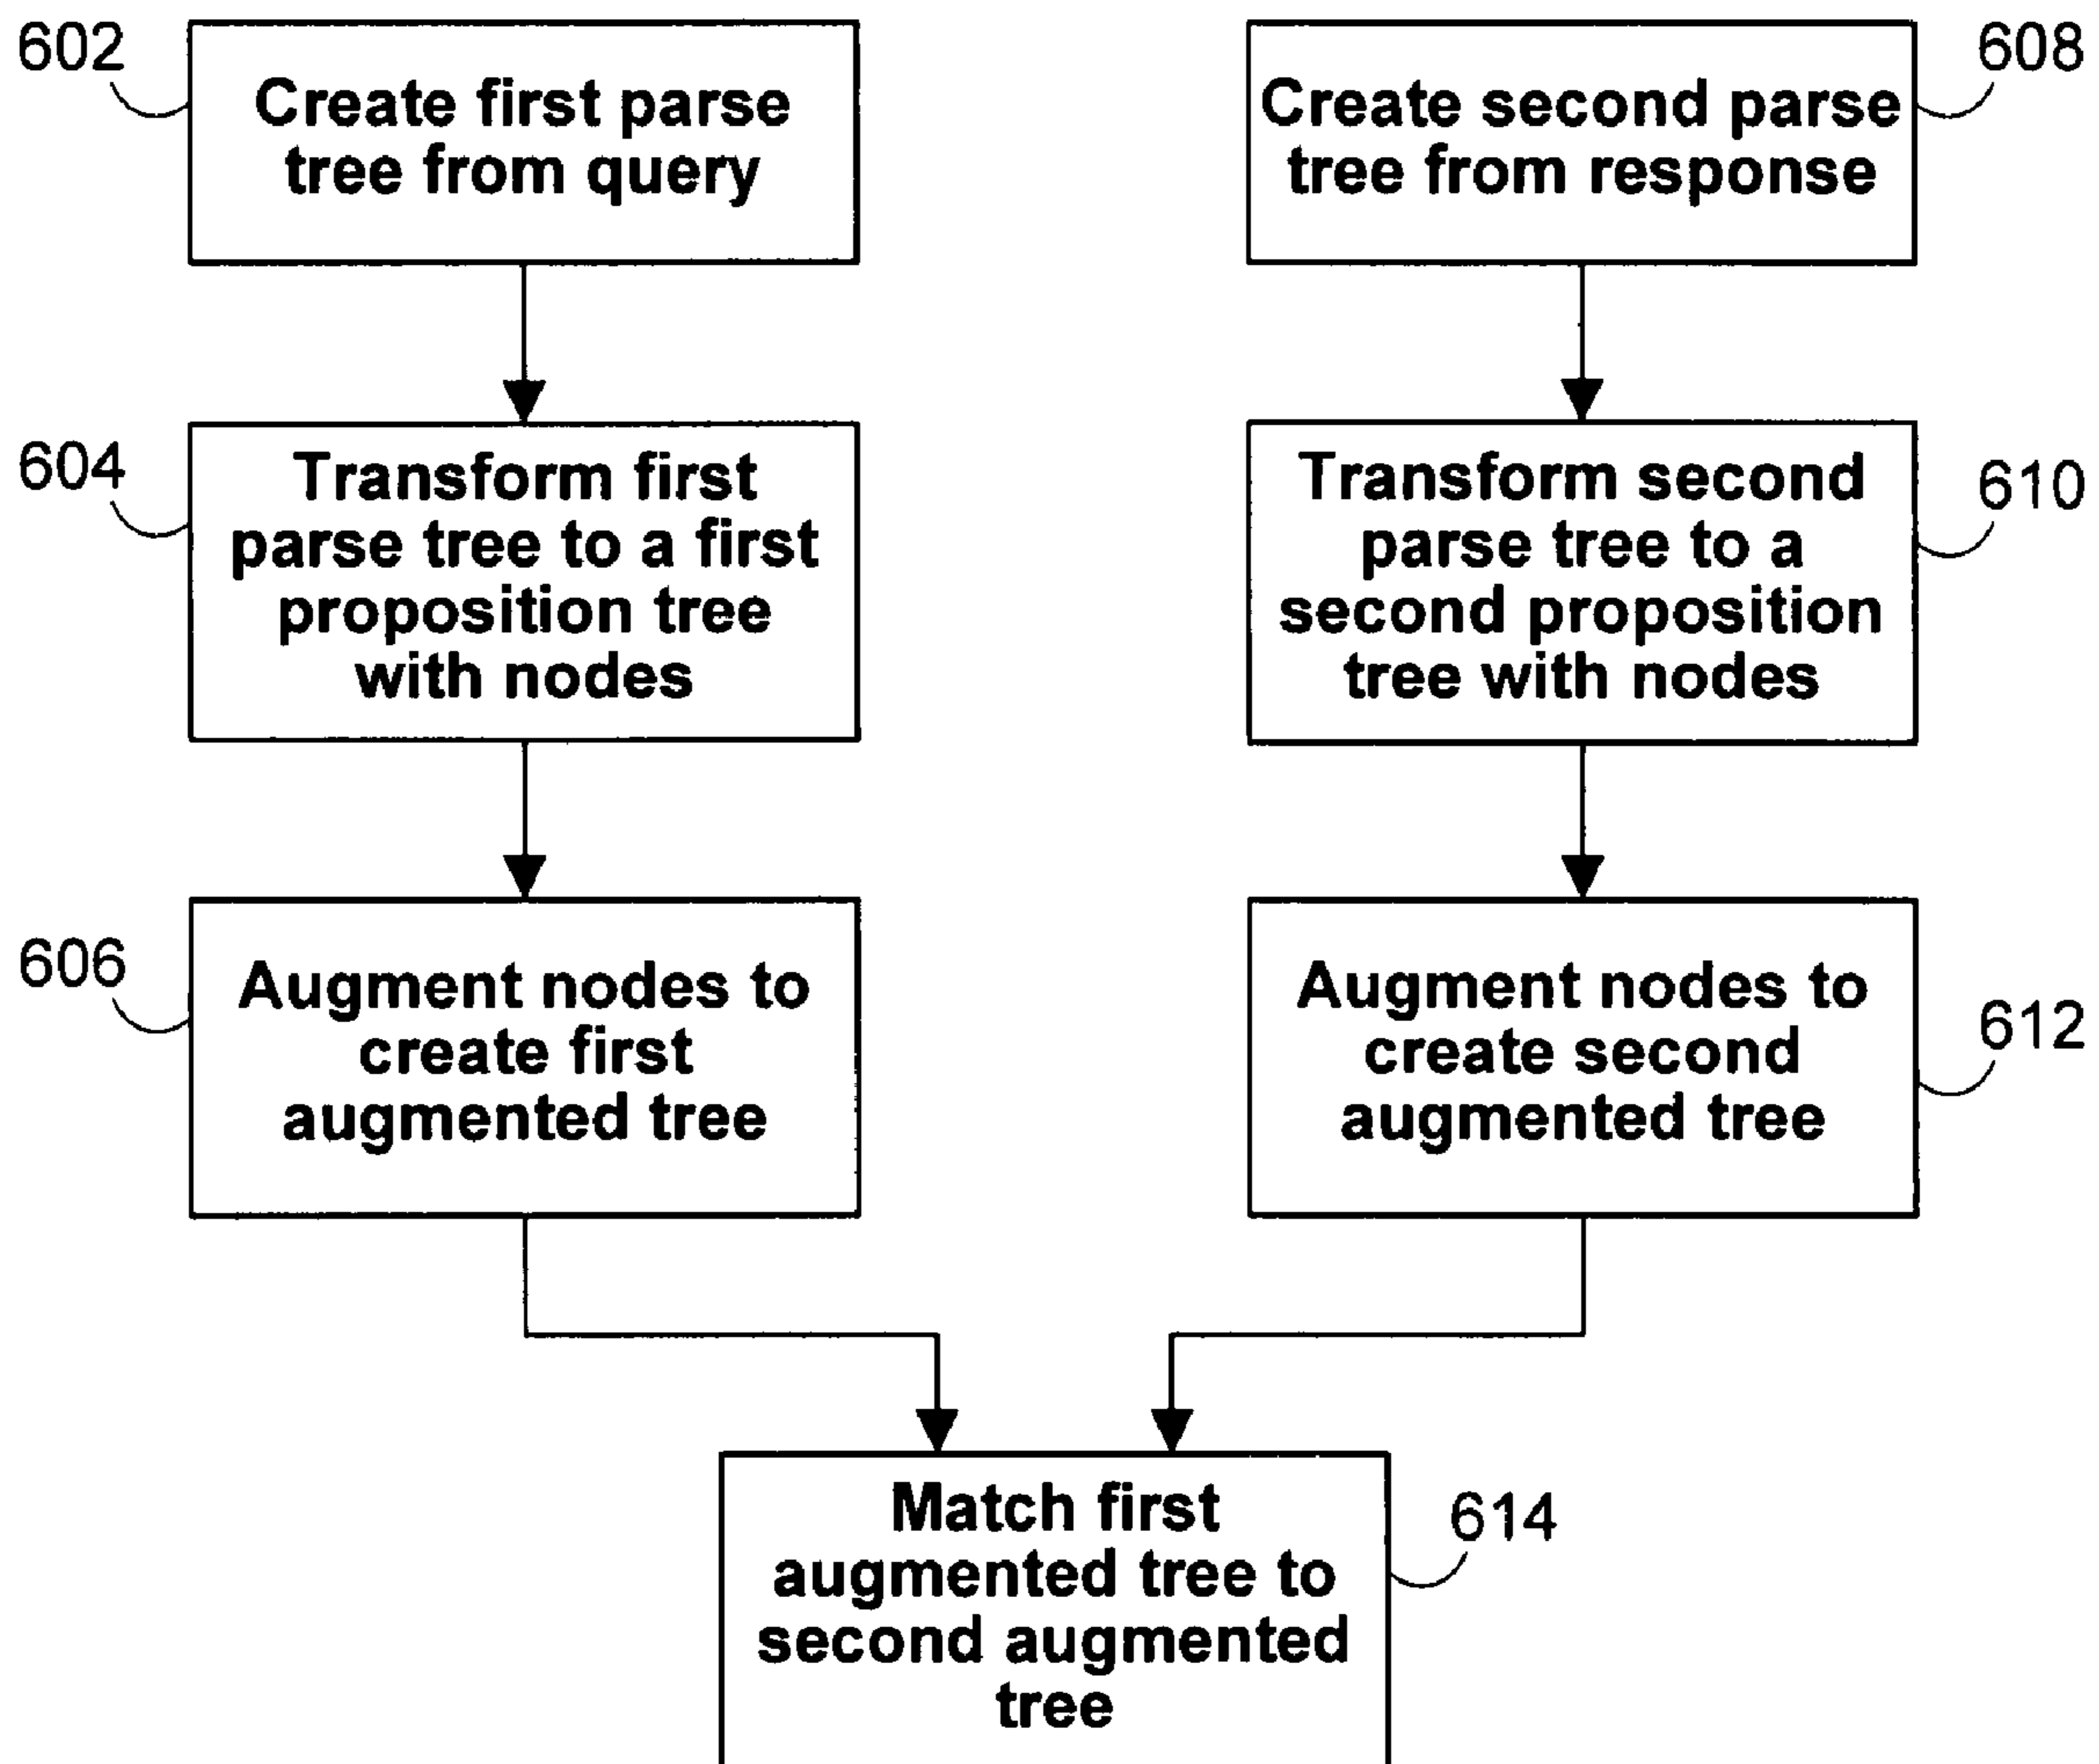 602
Create first parse
tree from query
604
Transform first
parse tree to a first
proposition tree
with nodes
606
Augment nodes to
create first
augmented tree
608
Create second parse
tree from response
610
Transform second
parse tree to a
second proposition
tree with nodes
612
Augment nodes to
create second
augmented tree
614
Match first
augmented tree to
second augmented
tree